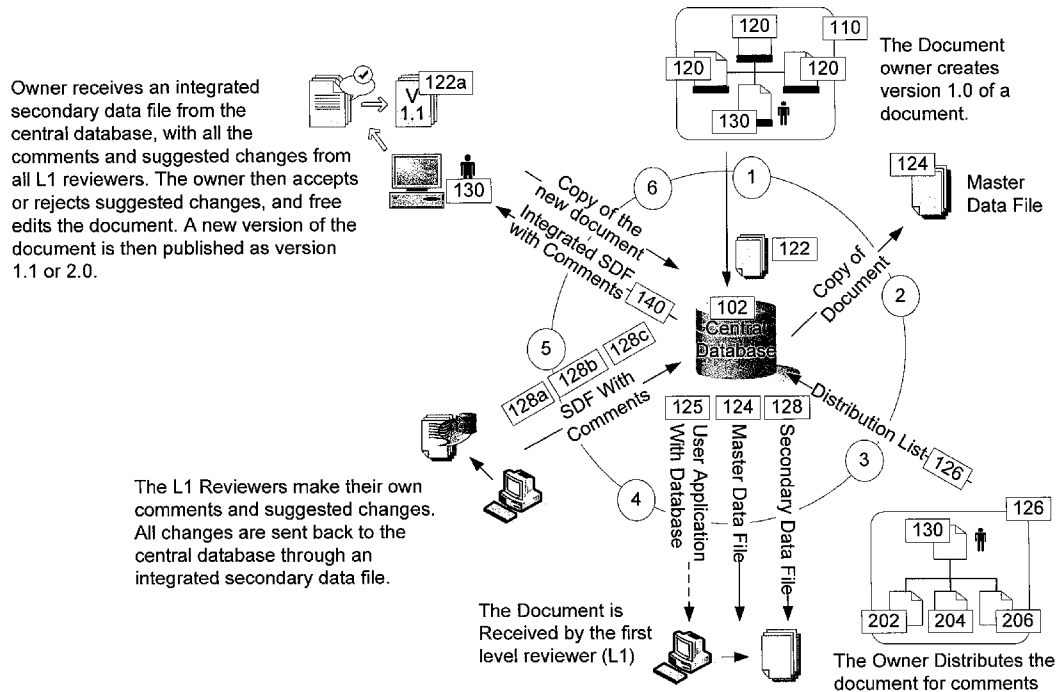 120
110
120
120
130
The Document
owner creates
version 1.0 of a
document.
Owner receives an integrated
secondary data file from the
central database, with all the
comments and suggested changes from
all L1 reviewers. The owner then accepts
or rejects suggested changes, and free
edits the document. A new version of the
document is then published as version
1.1 or 2.0.
V
1.1
122a
130
Copy of the
new document
Integrated SDF
with Comments
140
6
1
122
124
Master
Data File
Copy of
Document
2
102
Central
Database
5
128a
128b
128c
SDF With
Comments
Distribution List
126
3
125
124
128
User Application
With Database
Master Data File
Secondary Data File
4
The L1 Reviewers make their own
comments and suggested changes.
All changes are sent back to the
central database through an
integrated secondary data file.
The Document is
Received by the first
level reviewer (L1)
126
130
202
204
206
The Owner Distributes the
document for comments